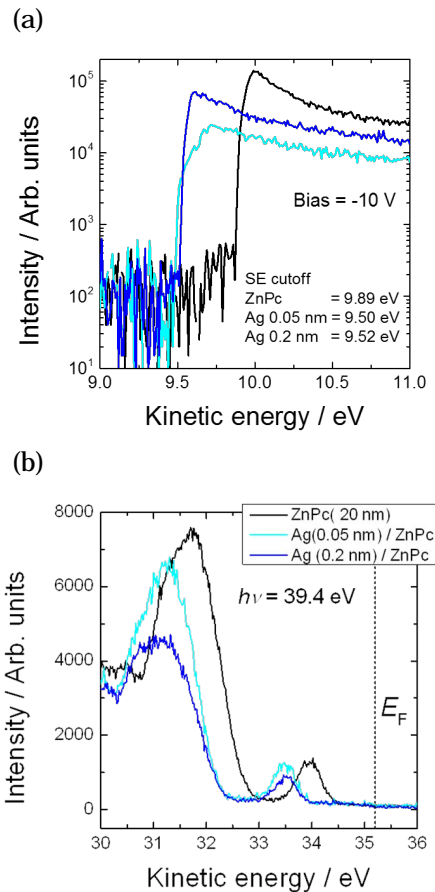 (a)
Intensity / Arb. units
10⁵
10⁴
10³
10²
10¹
Bias = -10 V
SE cutoff
ZnPc = 9.89 eV
Ag 0.05 nm = 9.50 eV
Ag 0.2 nm = 9.52 eV
9.0 9.5 10.0 10.5 11.0
Kinetic energy / eV
(b)
Intensity / Arb. units
8000
6000
4000
2000
0
ZnPc( 20 nm)
Ag(0.05 nm) / ZnPc
Ag (0.2 nm) / ZnPc
hν = 39.4 eV
E_F
30 31 32 33 34 35 36
Kinetic energy / eV